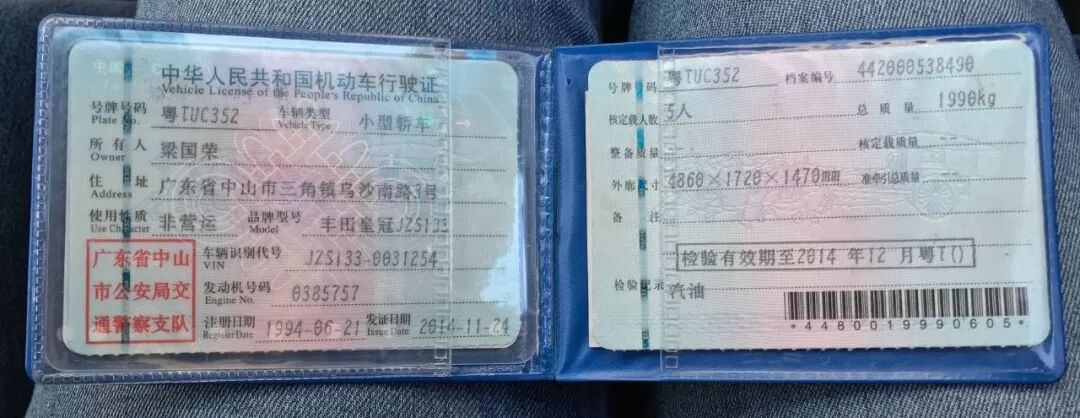 中华人民共和国机动车行驶证
Vehicle License of the People's Republic of China
号牌号码 粤TUC352 车辆类型 小型轿车
Plate No. Vehicle Type
所有人 梁国荣
Owner
住址 广东省中山市三角镇乌沙南路3号
Address
使用性质 非营运 品牌型号 丰田皇冠JZS133
Use Character Model
广东省中山市公安局交通警察支队
车辆识别代号 JZS133-0031254
VIN
发动机号码 0385757
Engine No.
注册日期 1994-06-21 发证日期 2014-11-24
Register Date Issue Date
号牌号码 粤TUC352 档案编号 442000538490
核定载人数 5人 总质量 1990kg
整备质量 -- 核定载质量 --
外廓尺寸 4860×1720×1470mm 准牵引总质量 --
备注
检验有效期至2014年12月粤T()
检验记录 汽油
*4480019990605*